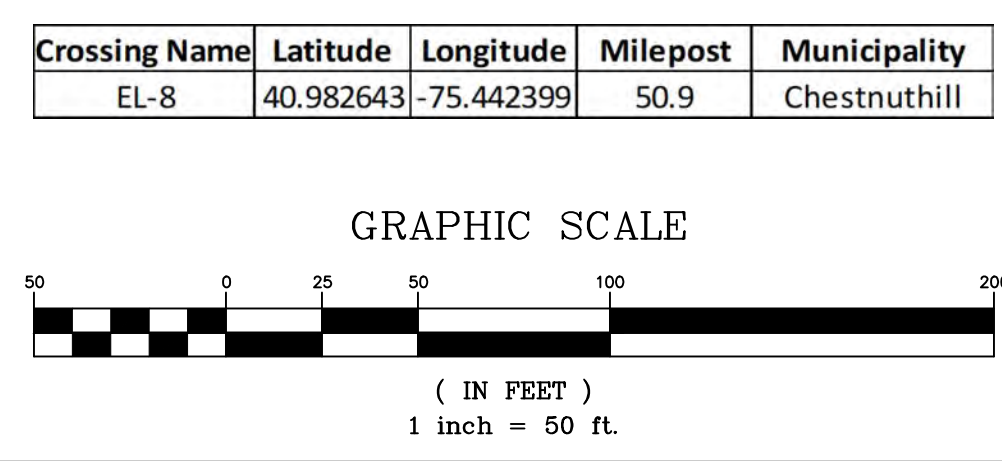 Crossing Name Latitude Longitude Milepost Municipality
EL-8 40.982643 -75.442399 50.9 Chestnuthill
GRAPHIC SCALE
50 0 25 50 100 200
( IN FEET )
1 inch = 50 ft.